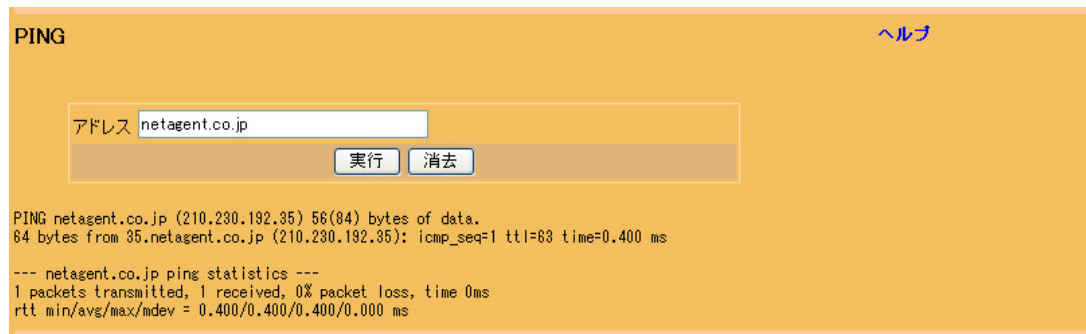 PING ヘルプ
アドレス netagent.co.jp
実行 消去
PING netagent.co.jp (210.230.192.35) 56(84) bytes of data.
64 bytes from 35.netagent.co.jp (210.230.192.35): icmp_seq=1 ttl=63 time=0.400 ms
--- netagent.co.jp ping statistics ---
1 packets transmitted, 1 received, 0% packet loss, time 0ms
rtt min/avg/max/mdev = 0.400/0.400/0.400/0.000 ms